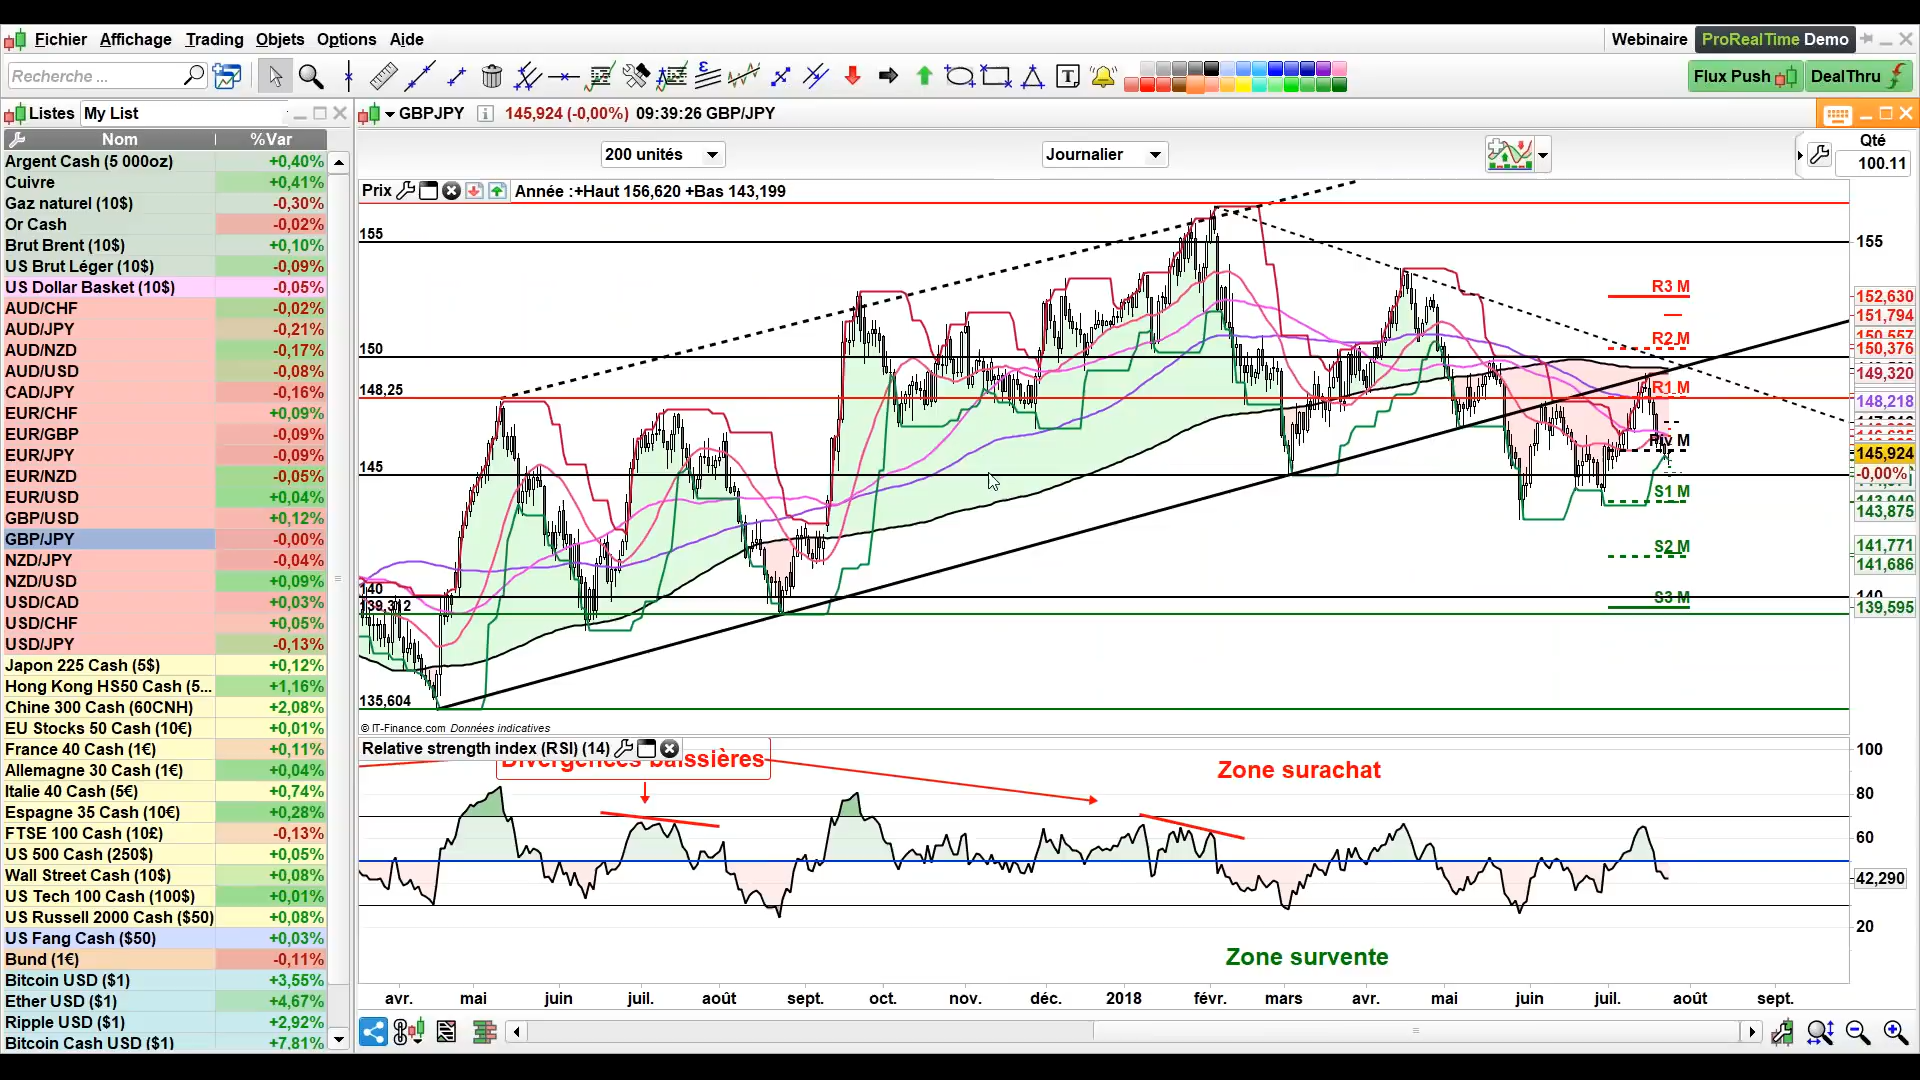 Fichier Affichage Trading Objets Options Aide Webinaire ProRealTime Demo
Recherche ... Flux Push DealThru
Listes My List
Nom %Var
Argent Cash (5 000oz) +0,40%
Cuivre +0,41%
Gaz naturel (10$) -0,30%
Or Cash -0,02%
Brut Brent (10$) +0,10%
US Brut Léger (10$) -0,09%
US Dollar Basket (10$) -0,05%
AUD/CHF -0,02%
AUD/JPY -0,21%
AUD/NZD -0,17%
AUD/USD -0,08%
CAD/JPY -0,16%
EUR/CHF +0,09%
EUR/GBP -0,09%
EUR/JPY -0,09%
EUR/NZD -0,05%
EUR/USD +0,04%
GBP/USD +0,12%
GBP/JPY -0,00%
NZD/JPY -0,04%
NZD/USD +0,09%
USD/CAD +0,03%
USD/CHF +0,05%
USD/JPY -0,13%
Japon 225 Cash (5$) +0,12%
Hong Kong HS50 Cash (5... +1,16%
Chine 300 Cash (60CNH) +2,08%
EU Stocks 50 Cash (10€) +0,01%
France 40 Cash (1€) +0,11%
Allemagne 30 Cash (1€) +0,04%
Italie 40 Cash (5€) +0,74%
Espagne 35 Cash (10€) +0,28%
FTSE 100 Cash (10£) -0,13%
US 500 Cash (250$) +0,05%
Wall Street Cash (10$) +0,08%
US Tech 100 Cash (100$) +0,01%
US Russell 2000 Cash ($50) +0,08%
US Fang Cash ($50) +0,03%
Bund (1€) -0,11%
Bitcoin USD ($1) +3,55%
Ether USD ($1) +4,67%
Ripple USD ($1) +2,92%
Bitcoin Cash USD ($1) +7,81%
GBPJPY 145,924 (-0,00%) 09:39:26 GBP/JPY
200 unités Journalier Qté
100.11
Prix Année :+Haut 156,620 +Bas 143,199
155 155
R3 M 152,630
151,794
R2 M 150,557
150 150,376
149,320
148,25 R1 M
148,218
Piv M
145,924
145 -0,00%
S1 M
143,875
S2 M 141,771
141,686
140 S3 M 140
139,312 139,595
135,604
© IT-Finance.com Données indicatives
Relative strength index (RSI) (14) 100
Divergences baissières Zone surachat
80
60
42,290
20
Zone survente
avr. mai juin juil. août sept. oct. nov. déc. 2018 févr. mars avr. mai juin juil. août sept.